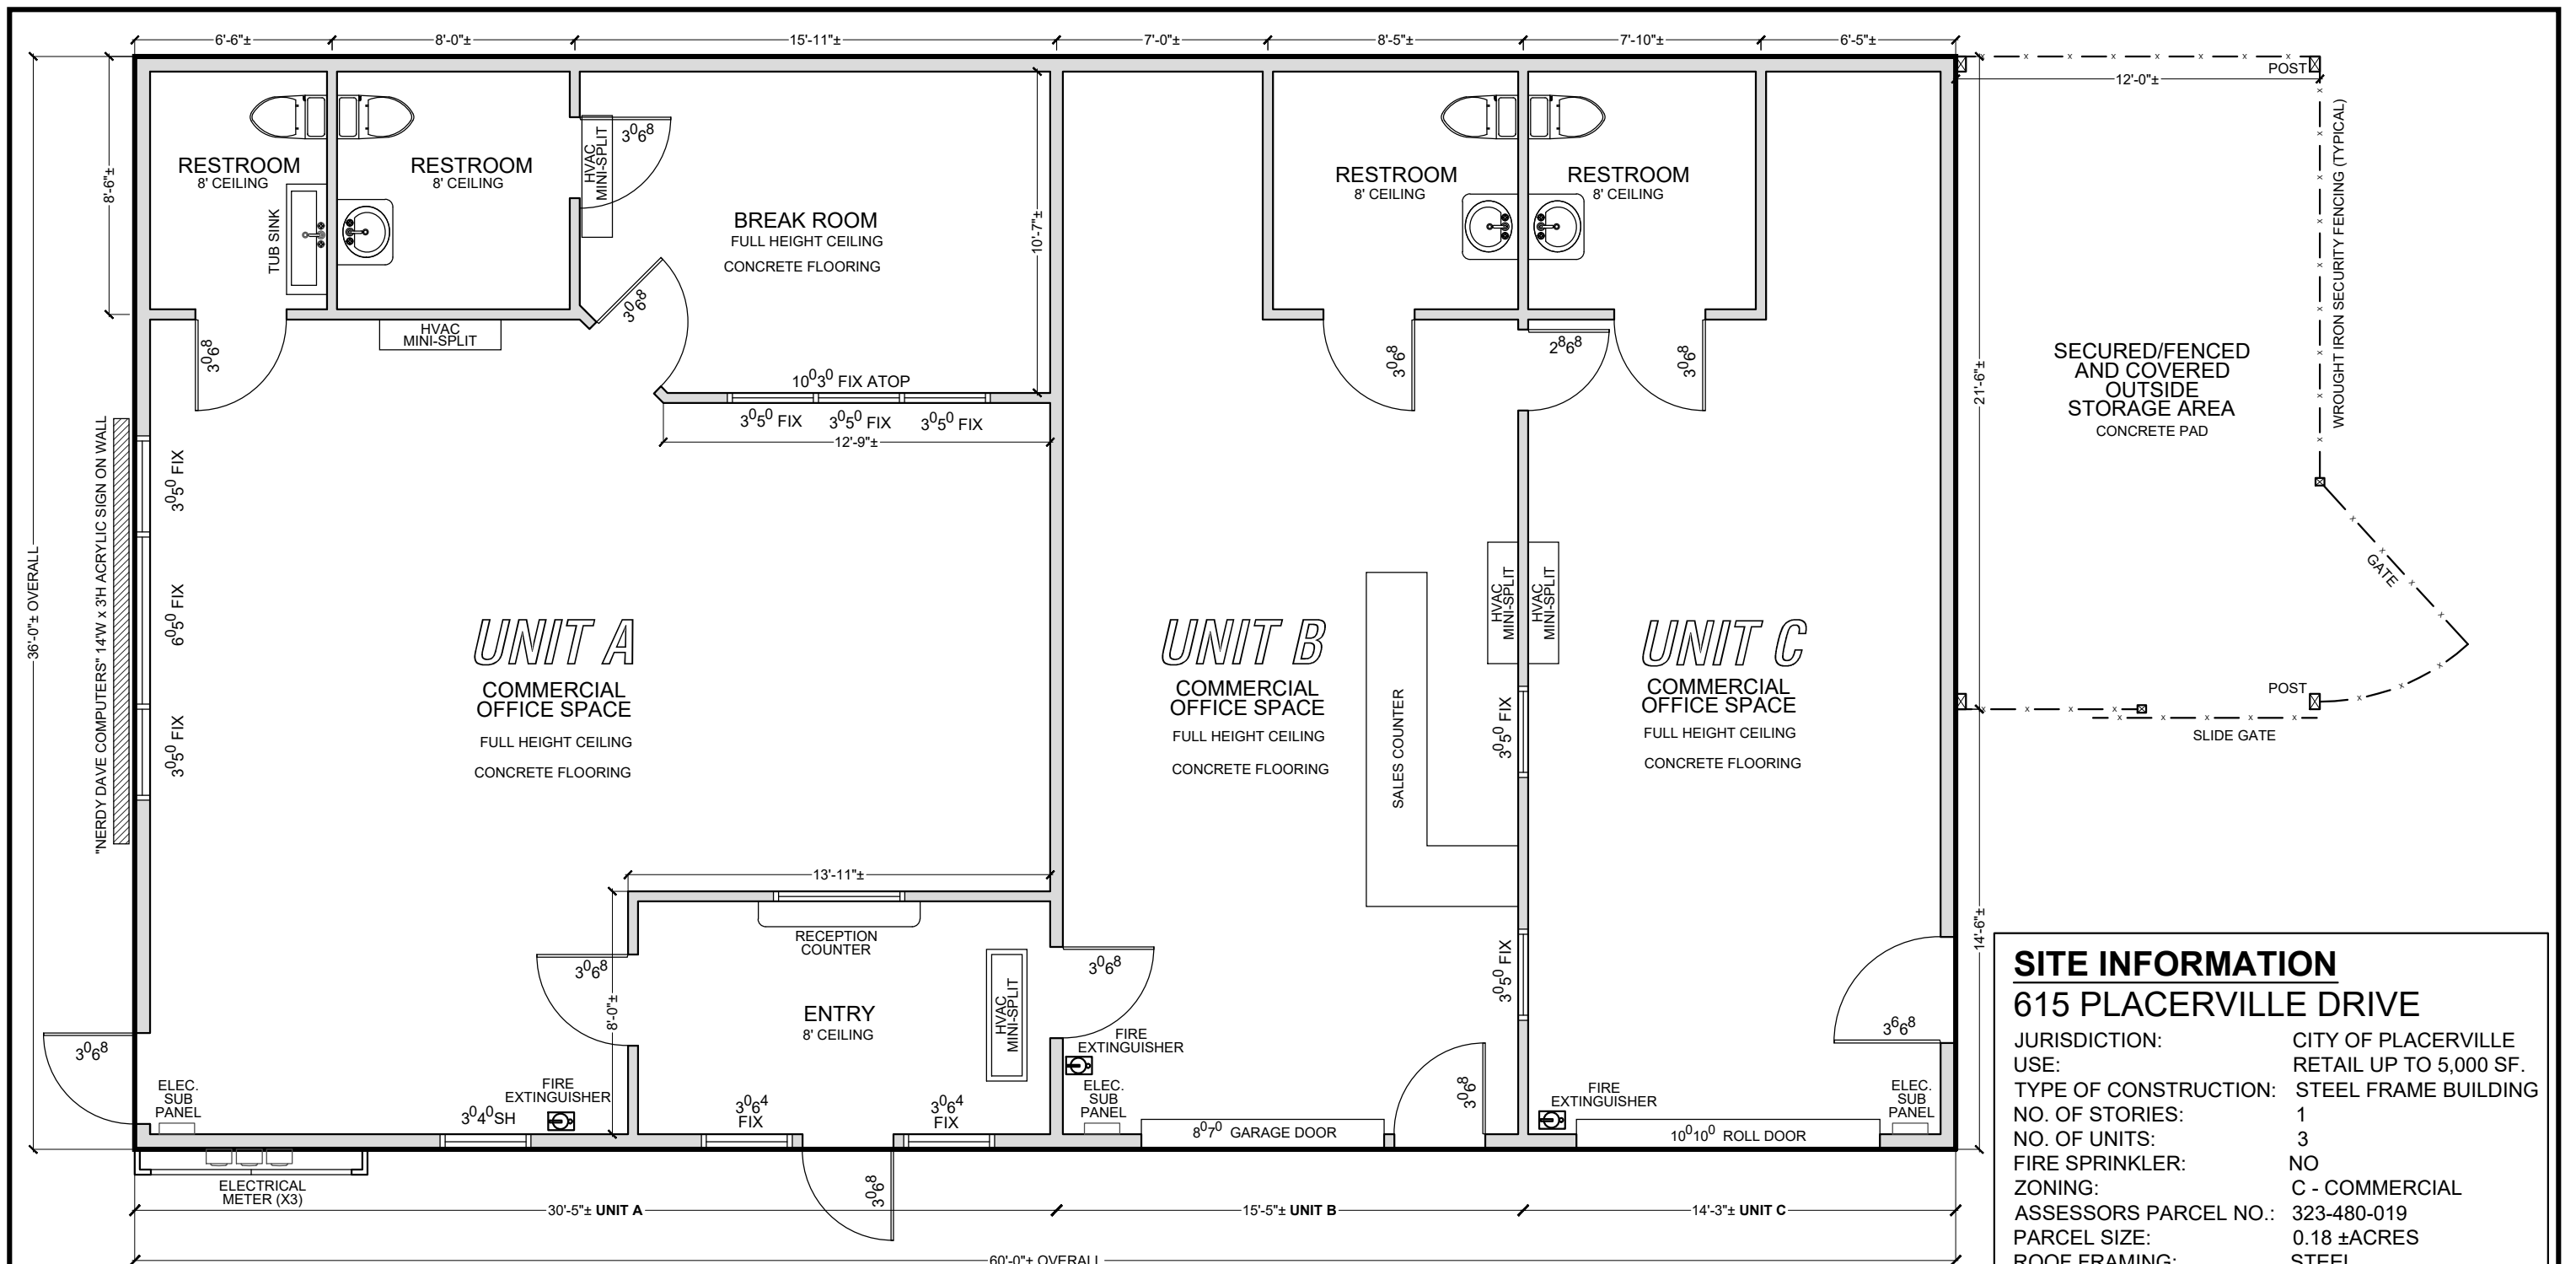 6'-6"±
8'-0"±
15'-11"±
7'-0"±
8'-5"±
7'-10"±
6'-5"±
POST
12'-0"±
8'-6"±
RESTROOM
8' CEILING
TUB SINK
3⁰6⁸
RESTROOM
8' CEILING
HVAC
MINI-SPLIT
3⁰6⁸
HVAC
MINI-SPLIT
BREAK ROOM
FULL HEIGHT CEILING
CONCRETE FLOORING
10'-7"±
3⁰6⁸
10⁰3⁰ FIX ATOP
3⁰5⁰ FIX
3⁰5⁰ FIX
3⁰5⁰ FIX
12'-9"±
RESTROOM
8' CEILING
3⁰6⁸
RESTROOM
8' CEILING
2⁸6⁸
3⁰6⁸
21'-6"±
WROUGHT IRON SECURITY FENCING (TYPICAL)
SECURED/FENCED
AND COVERED
OUTSIDE
STORAGE AREA
CONCRETE PAD
GATE
POST
SLIDE GATE
36'-0"± OVERALL
"NERDY DAVE COMPUTERS" 14'W x 3'H ACRYLIC SIGN ON WALL
3⁰5⁰ FIX
6⁰5⁰ FIX
3⁰5⁰ FIX
UNIT A
COMMERCIAL
OFFICE SPACE
FULL HEIGHT CEILING
CONCRETE FLOORING
UNIT B
COMMERCIAL
OFFICE SPACE
FULL HEIGHT CEILING
CONCRETE FLOORING
SALES COUNTER
HVAC
MINI-SPLIT
HVAC
MINI-SPLIT
3⁰5⁰ FIX
3⁰5⁰ FIX
UNIT C
COMMERCIAL
OFFICE SPACE
FULL HEIGHT CEILING
CONCRETE FLOORING
14'-6"±
13'-11"±
RECEPTION
COUNTER
3⁰6⁸
8'-0"±
ENTRY
8' CEILING
HVAC
MINI-SPLIT
3⁰6⁸
3⁰6⁸
ELEC.
SUB
PANEL
3⁰4⁰SH
FIRE
EXTINGUISHER
3⁰6⁴
FIX
3⁰6⁴
FIX
FIRE
EXTINGUISHER
ELEC.
SUB
PANEL
8⁰7⁰ GARAGE DOOR
3⁰6⁸
FIRE
EXTINGUISHER
10⁰10⁰ ROLL DOOR
3⁶6⁸
ELEC.
SUB
PANEL
ELECTRICAL
METER (X3)
3⁰6⁸
30'-5"± UNIT A
15'-5"± UNIT B
14'-3"± UNIT C
60'-0"± OVERALL
SITE INFORMATION
615 PLACERVILLE DRIVE
JURISDICTION: CITY OF PLACERVILLE
USE: RETAIL UP TO 5,000 SF.
TYPE OF CONSTRUCTION: STEEL FRAME BUILDING
NO. OF STORIES: 1
NO. OF UNITS: 3
FIRE SPRINKLER: NO
ZONING: C - COMMERCIAL
ASSESSORS PARCEL NO.: 323-480-019
PARCEL SIZE: 0.18 ±ACRES
ROOF FRAMING: STEEL